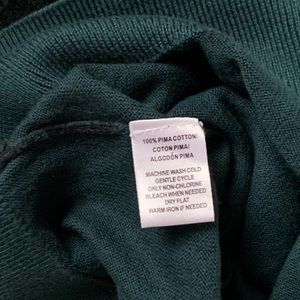 100% PIMA COTTON/
COTON PIMA/
ALGODÓN PIMA
MACHINE WASH COLD
GENTLE CYCLE
ONLY NON-CHLORINE
BLEACH WHEN NEEDED
DRY FLAT
WARM IRON IF NEEDED